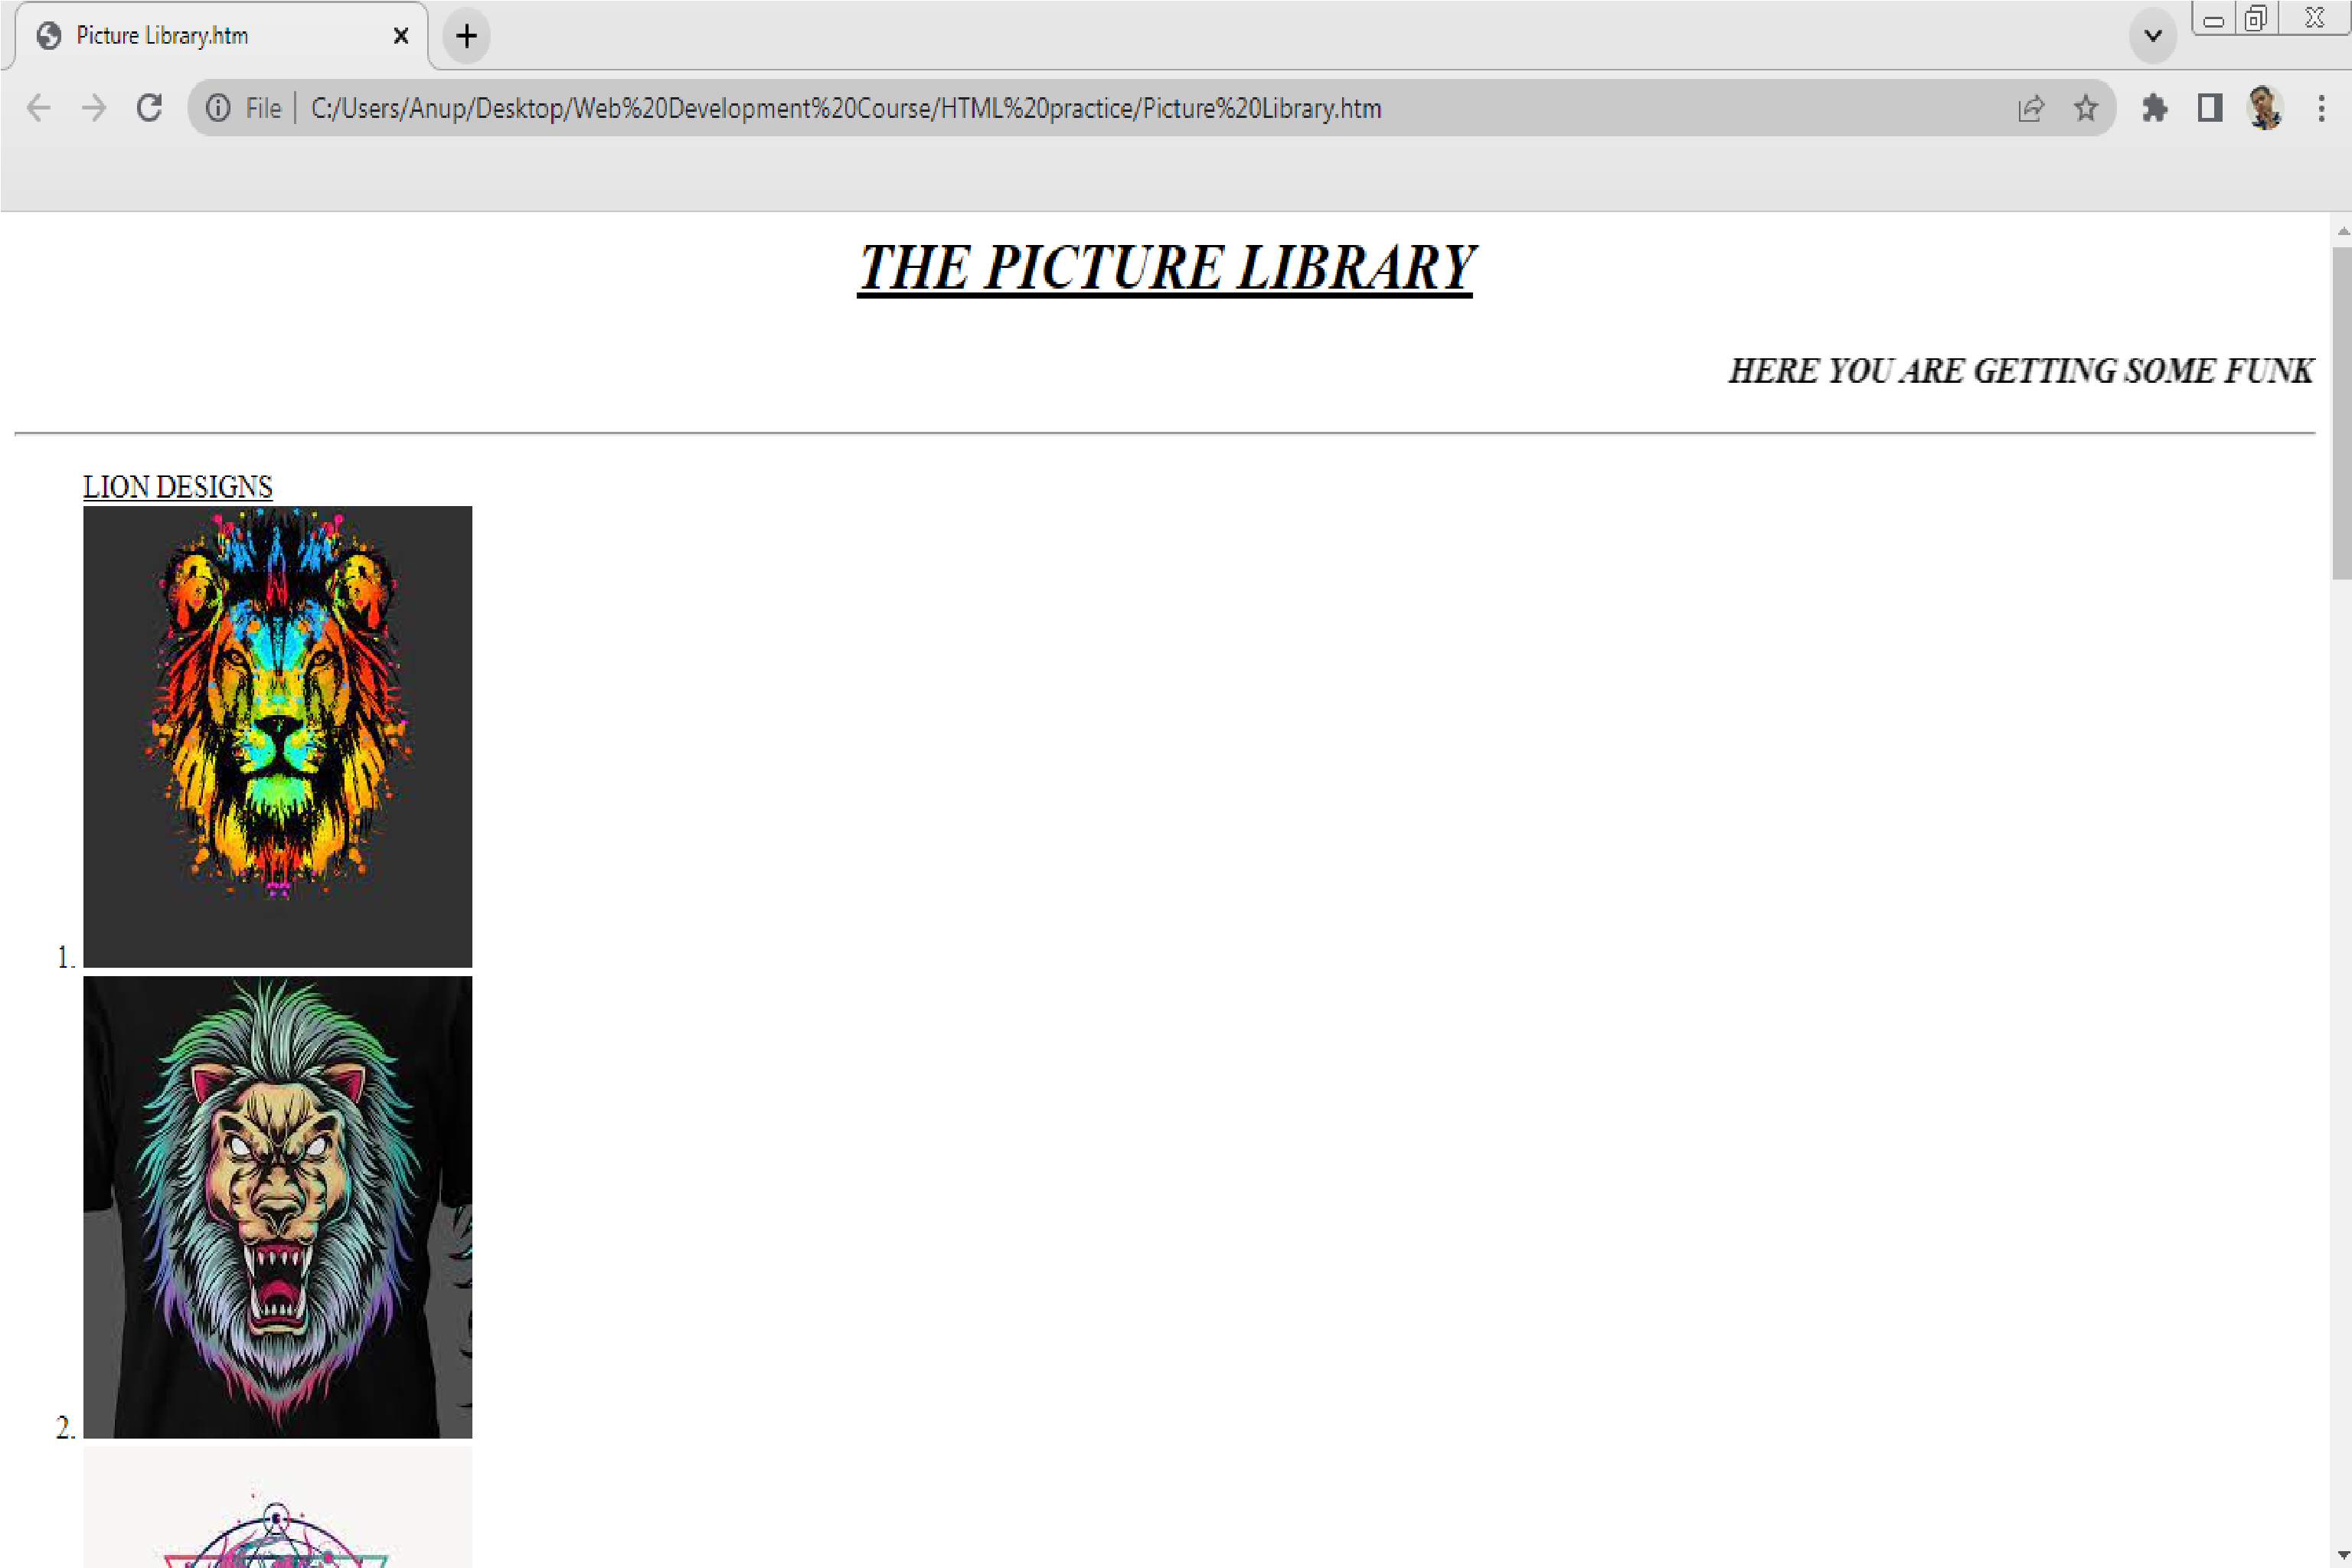 Picture Library.htm
File | C:/Users/Anup/Desktop/Web%20Development%20Course/HTML%20practice/Picture%20Library.htm
THE PICTURE LIBRARY
HERE YOU ARE GETTING SOME FUNK
LION DESIGNS
1.
2.